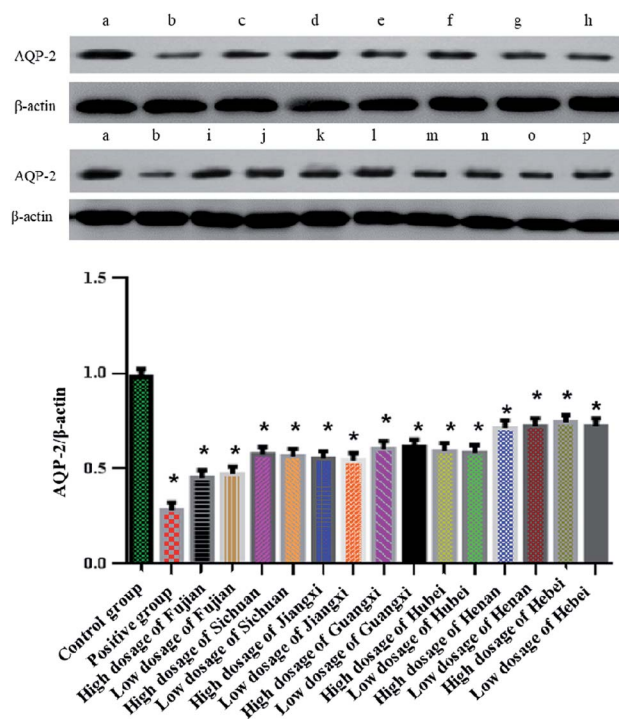 a b c d e f g h
AQP-2
β-actin
a b i j k l m n o p
AQP-2
β-actin
1.5
1.0
0.5
0.0
AQP-2/β-actin
* * * * * * * * * * * * * * *
Control group
Positive group
High dosage of Fujian
Low dosage of Fujian
High dosage of Sichuan
Low dosage of Sichuan
High dosage of Jiangxi
Low dosage of Jiangxi
High dosage of Guangxi
Low dosage of Guangxi
High dosage of Hubei
Low dosage of Hubei
High dosage of Henan
Low dosage of Henan
High dosage of Hebei
Low dosage of Hebei